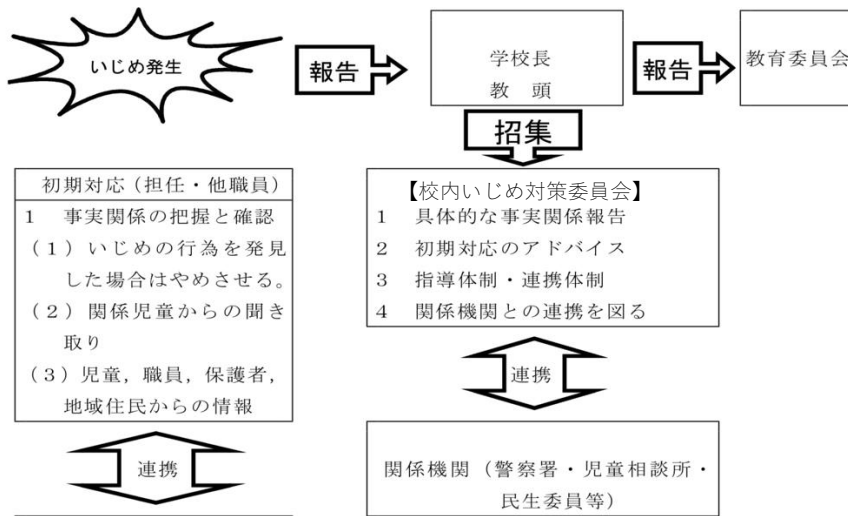 いじめ発生
報告
学校長
教　頭
報告
教育委員会
招集
初期対応（担任・他職員）
1　事実関係の把握と確認
（1）いじめの行為を発見
した場合はやめさせる。
（2）関係児童からの聞き
取り
（3）児童，職員，保護者，
地域住民からの情報
連携
【校内いじめ対策委員会】
1　具体的な事実関係報告
2　初期対応のアドバイス
3　指導体制・連携体制
4　関係機関との連携を図る
連携
関係機関（警察署・児童相談所・
民生委員等）